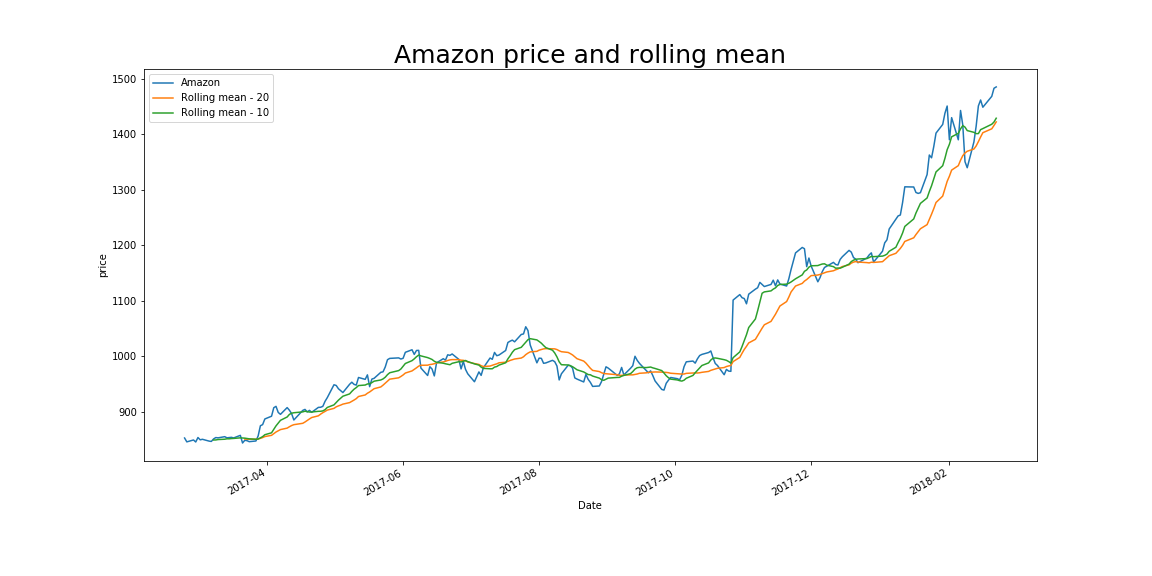 Amazon price and rolling mean
Amazon
Rolling mean - 20
Rolling mean - 10
1500
1400
1300
1200
1100
1000
900
price
2017-04
2017-06
2017-08
2017-10
2017-12
2018-02
Date